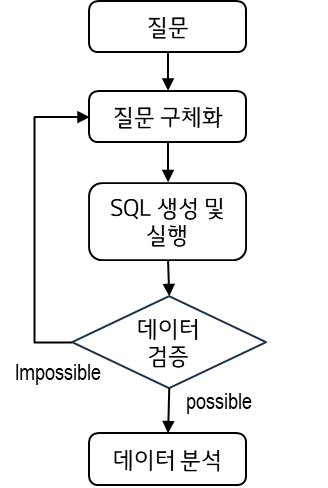 질문
질문 구체화
SQL 생성 및
실행
데이터
검증
Impossible
possible
데이터 분석